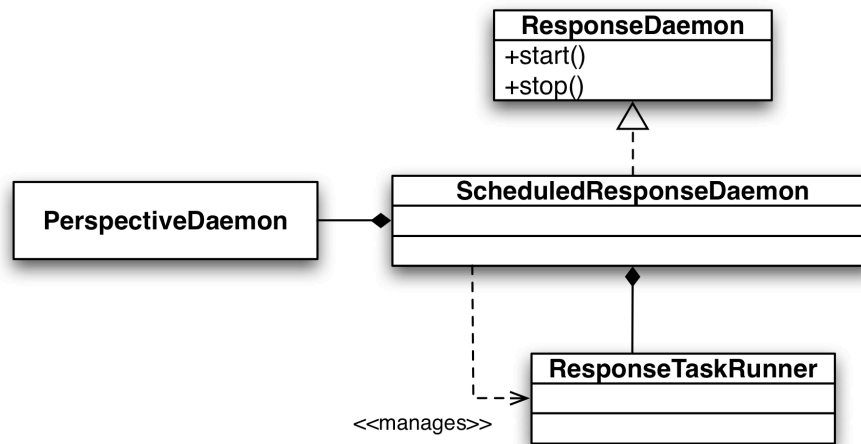 ResponseDaemon
+start()
+stop()
ScheduledResponseDaemon
PerspectiveDaemon
ResponseTaskRunner
<<manages>>